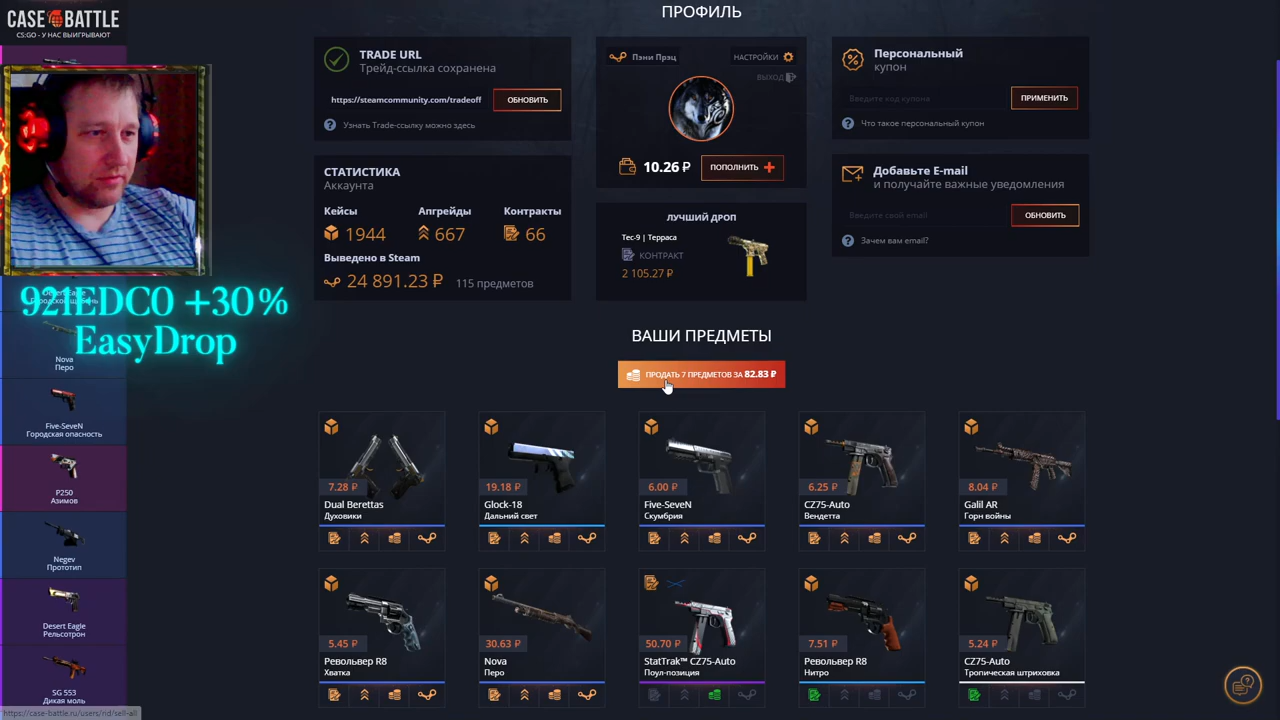 CASE BATTLE
CS:GO - У НАС ВЫИГРЫВАЮТ
921EDC0 +30%
EasyDrop
Nova
Перо
Five-SeveN
Городская опасность
P250
Азимов
Negev
Прототип
Desert Eagle
Рельсотрон
SG 553
Дикая моль
https://case-battle.ru/users/nd/sell-all
ПРОФИЛЬ
TRADE URL
Трейд-ссылка сохранена
https://steamcommunity.com/tradeoff
ОБНОВИТЬ
Узнать Trade-ссылку можно здесь
СТАТИСТИКА
Аккаунта
Кейсы Апгрейды Контракты
1944 667 66
Выведено в Steam
24 891.23 ₽ 115 предметов
Пэни Прэц НАСТРОЙКИ
ВЫХОД
10.26 ₽ ПОПОЛНИТЬ
ЛУЧШИЙ ДРОП
Tec-9 | Терраса
КОНТРАКТ
2 105.27 ₽
Персональный
купон
Введите код купона ПРИМЕНИТЬ
Что такое персональный купон
Добавьте E-mail
и получайте важные уведомления
Введите свой email ОБНОВИТЬ
Зачем вам email?
ВАШИ ПРЕДМЕТЫ
ПРОДАТЬ 7 ПРЕДМЕТОВ ЗА 82.83 ₽
7.28 ₽
Dual Berettas
Духовики
19.18 ₽
Glock-18
Дальний свет
6.00 ₽
Five-SeveN
Скумбрия
6.25 ₽
CZ75-Auto
Вендетта
8.04 ₽
Galil AR
Горн войны
5.45 ₽
Револьвер R8
Хватка
30.63 ₽
Nova
Перо
50.70 ₽
StatTrak™ CZ75-Auto
Поул-позиция
7.51 ₽
Револьвер R8
Нитро
5.24 ₽
CZ75-Auto
Тропическая штриховка